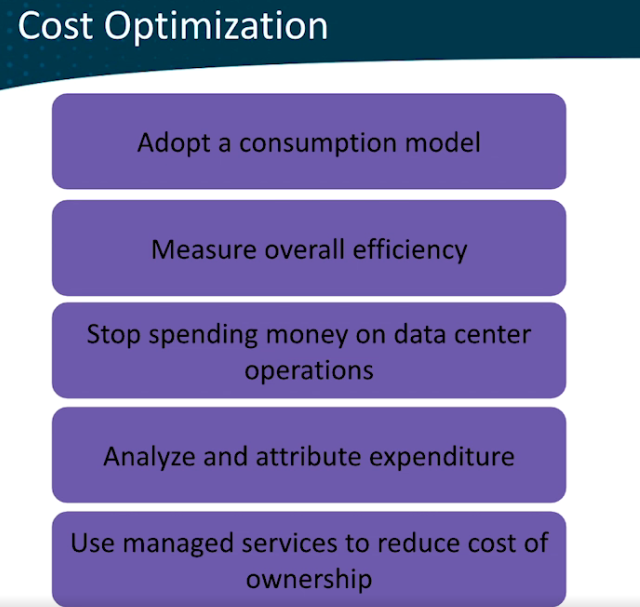 Cost Optimization
Adopt a consumption model
Measure overall efficiency
Stop spending money on data center
operations
Analyze and attribute expenditure
Use managed services to reduce cost of
ownership